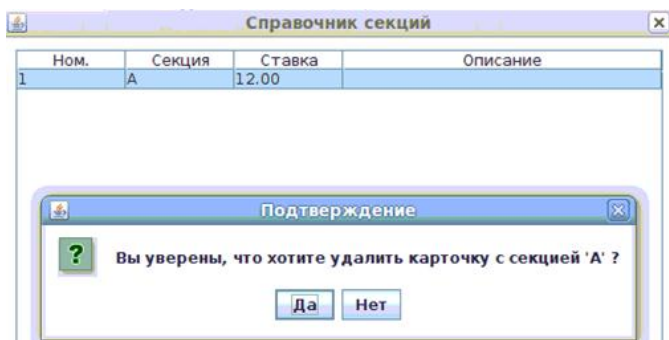 Справочник секций
Ном. Секция Ставка Описание
1 А 12.00
Подтверждение
? Вы уверены, что хотите удалить карточку с секцией 'А' ?
Да Нет